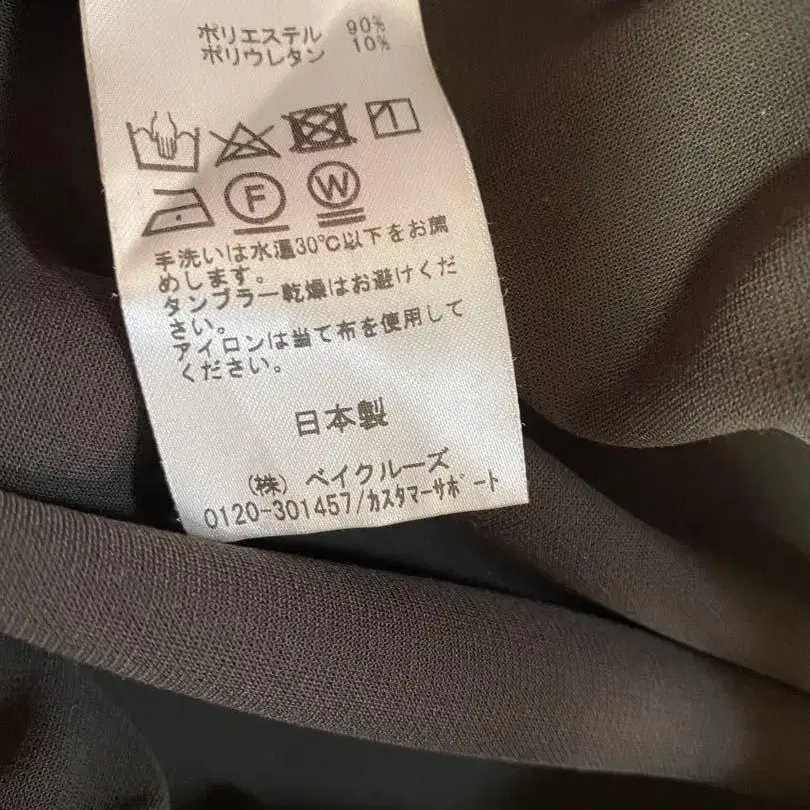 ポリエステル 90%
ポリウレタン 10%
F W
手洗いは水温30℃以下をお薦
めします。
タンブラー乾燥はお避けくだ
さい。
アイロンは当て布を使用して
ください。
日本製
(株) ベイクルーズ
0120-301457/カスタマーサポート